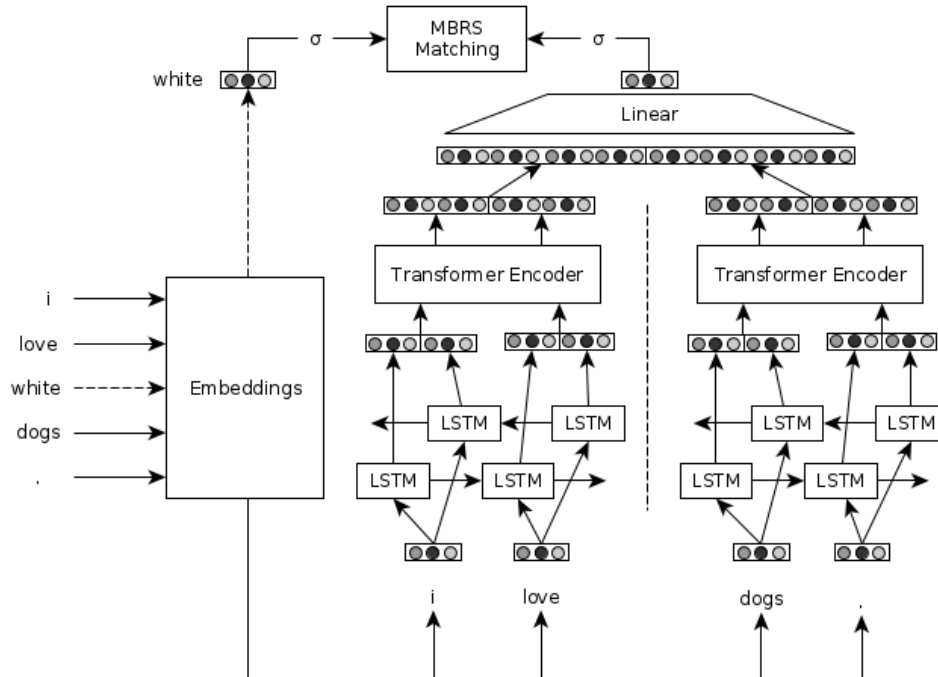 σ
MBRS
Matching
σ
white
Linear
Transformer Encoder
Transformer Encoder
i
love
white
dogs
.
Embeddings
LSTM
LSTM
LSTM
LSTM
LSTM
LSTM
LSTM
LSTM
i
love
dogs
.